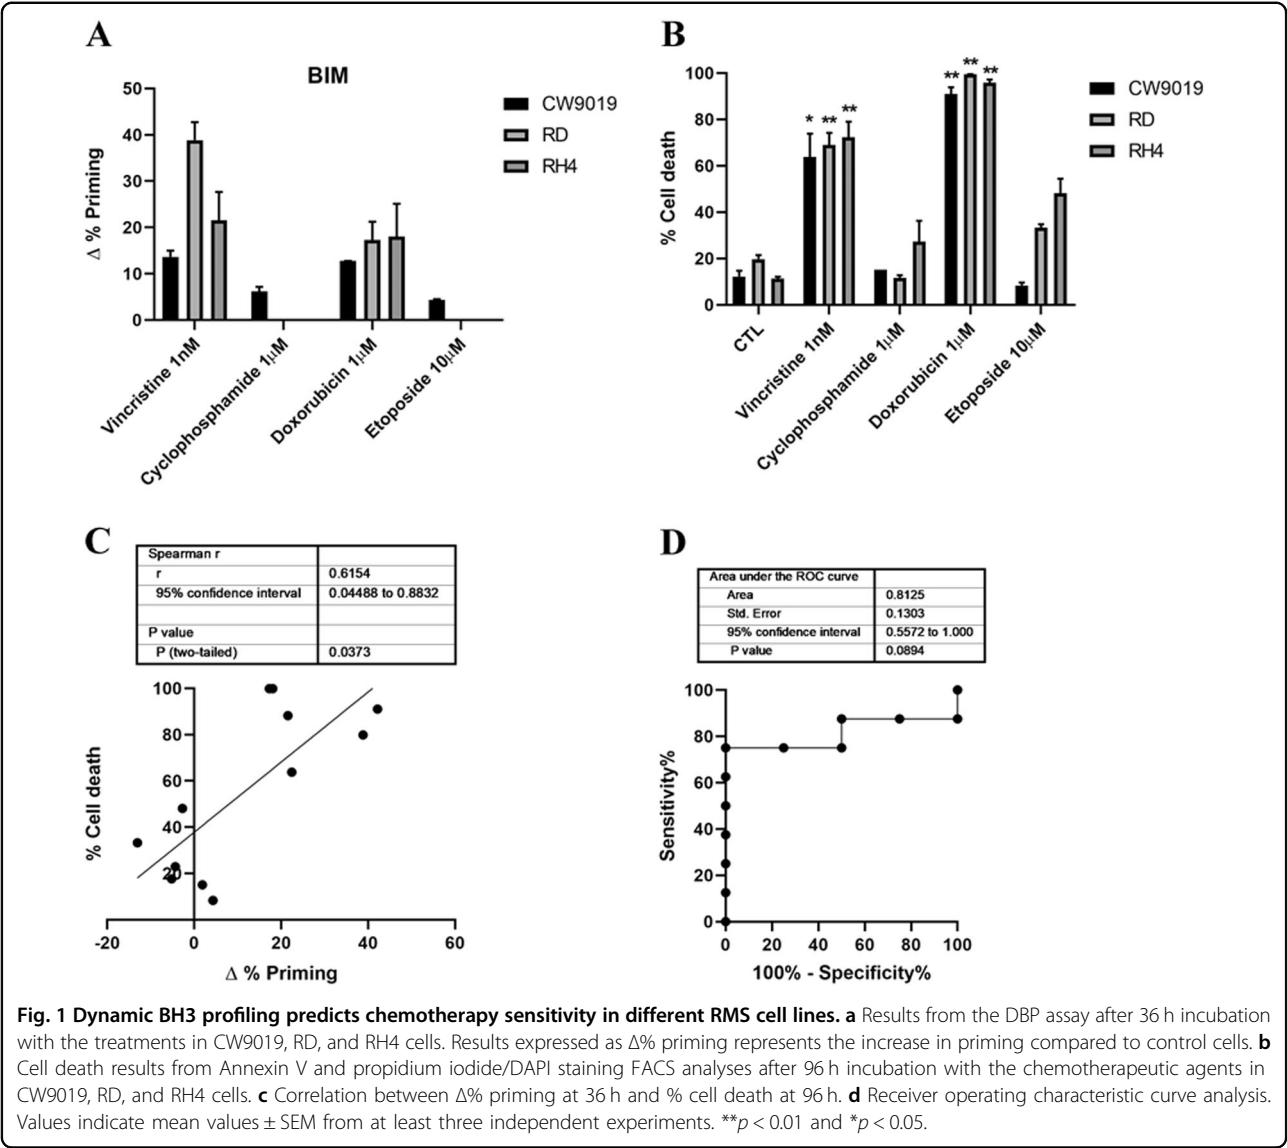 A
BIM
50
40
30
20
10
0
Δ % Priming
CW9019
RD
RH4
Vincristine 1nM
Cyclophosphamide 1μM
Doxorubicin 1μM
Etoposide 10μM
B
100
80
60
40
20
0
% Cell death
* ** **
** ** **
CW9019
RD
RH4
CTL
Vincristine 1nM
Cyclophosphamide 1μM
Doxorubicin 1μM
Etoposide 10μM
C
Spearman r
r 0.6154
95% confidence interval 0.04488 to 0.8832
P value
P (two-tailed) 0.0373
100
80
60
40
20
% Cell death
-20 0 20 40 60
Δ % Priming
D
Area under the ROC curve
Area 0.8125
Std. Error 0.1303
95% confidence interval 0.5572 to 1.000
P value 0.0894
100
80
60
40
20
0
Sensitivity%
0 20 40 60 80 100
100% - Specificity%
Fig. 1 Dynamic BH3 profiling predicts chemotherapy sensitivity in different RMS cell lines. a Results from the DBP assay after 36 h incubation
with the treatments in CW9019, RD, and RH4 cells. Results expressed as Δ% priming represents the increase in priming compared to control cells. b
Cell death results from Annexin V and propidium iodide/DAPI staining FACS analyses after 96 h incubation with the chemotherapeutic agents in
CW9019, RD, and RH4 cells. c Correlation between Δ% priming at 36 h and % cell death at 96 h. d Receiver operating characteristic curve analysis.
Values indicate mean values ± SEM from at least three independent experiments. **p < 0.01 and *p < 0.05.